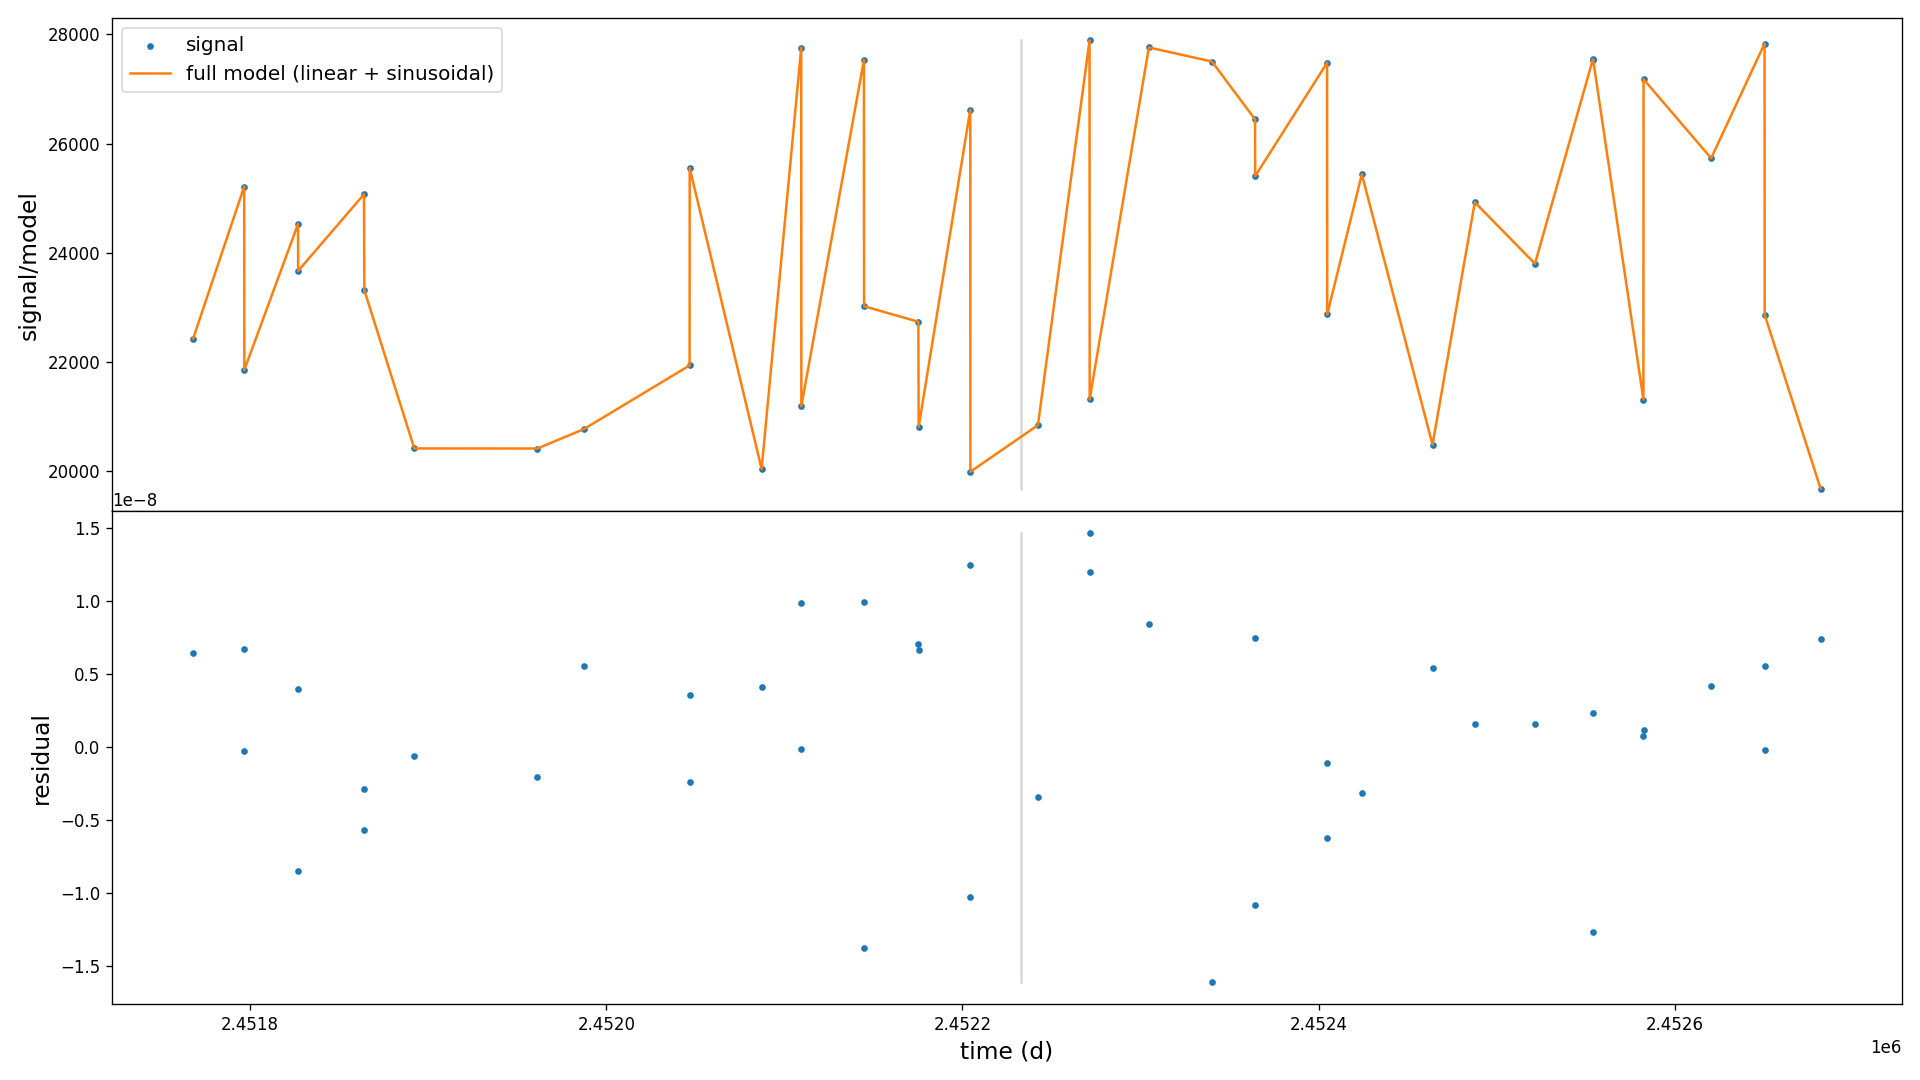 28000
26000
24000
22000
20000
signal/model
signal
full model (linear + sinusoidal)
1e−8
1.5
1.0
0.5
0.0
−0.5
−1.0
−1.5
residual
2.4518
2.4520
2.4522
2.4524
2.4526
1e6
time (d)